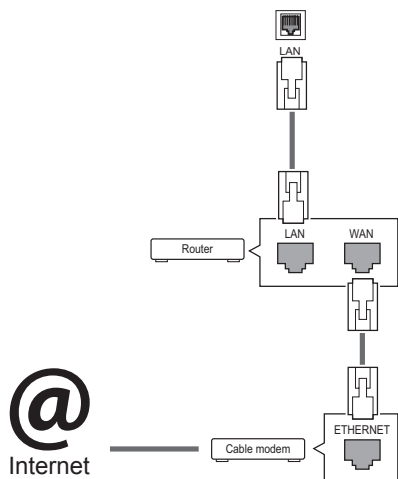 LAN
LAN WAN
Router
ETHERNET
@
Cable modem
Internet